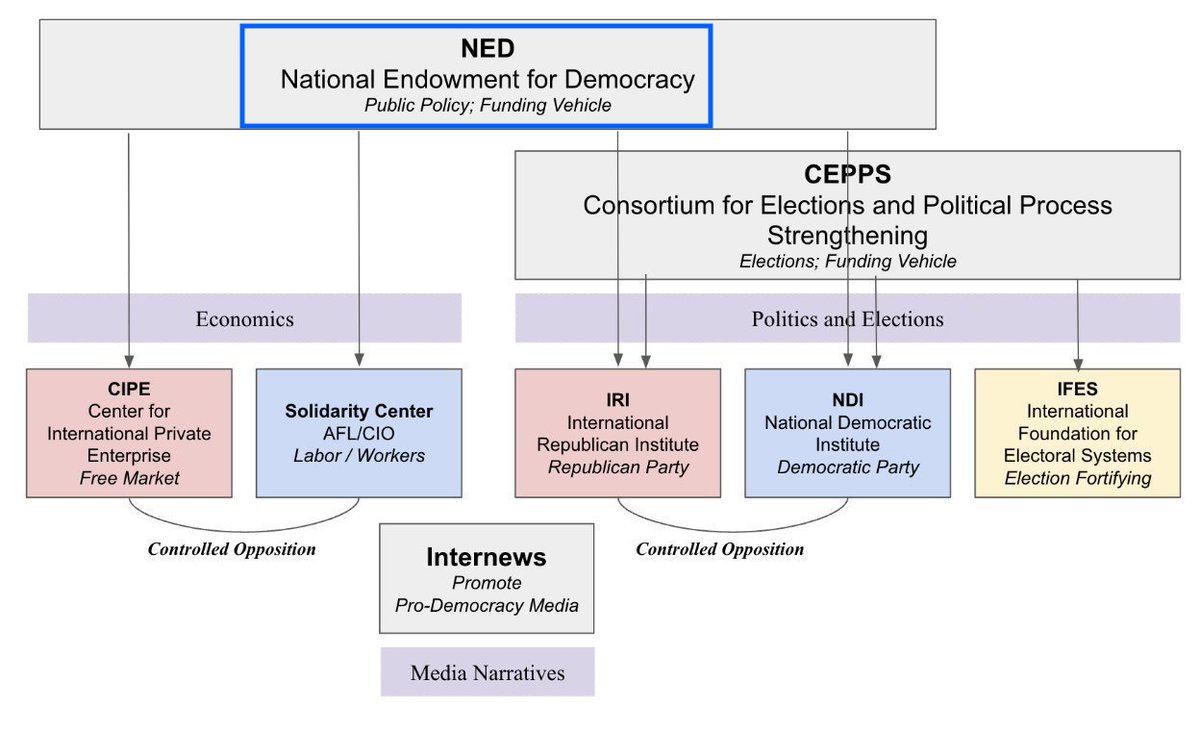 NED
National Endowment for Democracy
Public Policy; Funding Vehicle
CEPPS
Consortium for Elections and Political Process
Strengthening
Elections; Funding Vehicle
Economics
Politics and Elections
CIPE
Center for
International Private
Enterprise
Free Market
Solidarity Center
AFL/CIO
Labor / Workers
IRI
International
Republican Institute
Republican Party
NDI
National Democratic
Institute
Democratic Party
IFES
International
Foundation for
Electoral Systems
Election Fortifying
Controlled Opposition
Controlled Opposition
Internews
Promote
Pro-Democracy Media
Media Narratives